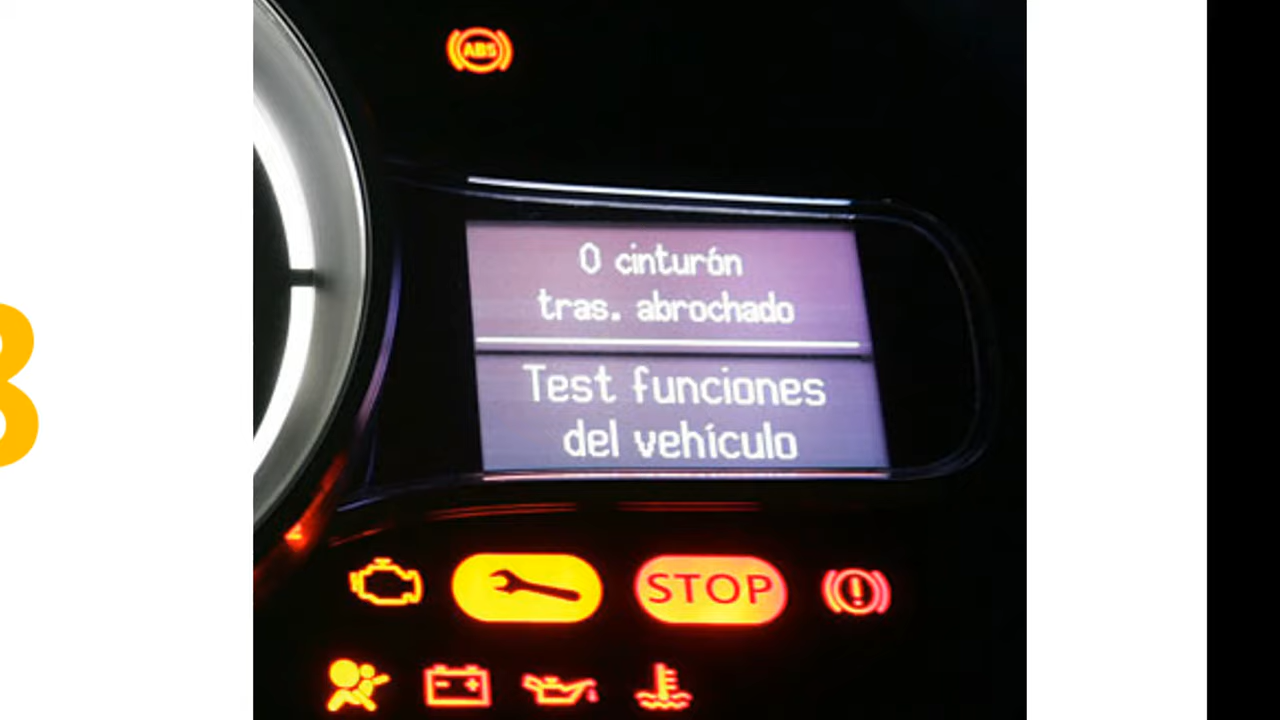 ABS
0 cinturón
tras. abrochado
Test funciones
del vehículo
STOP